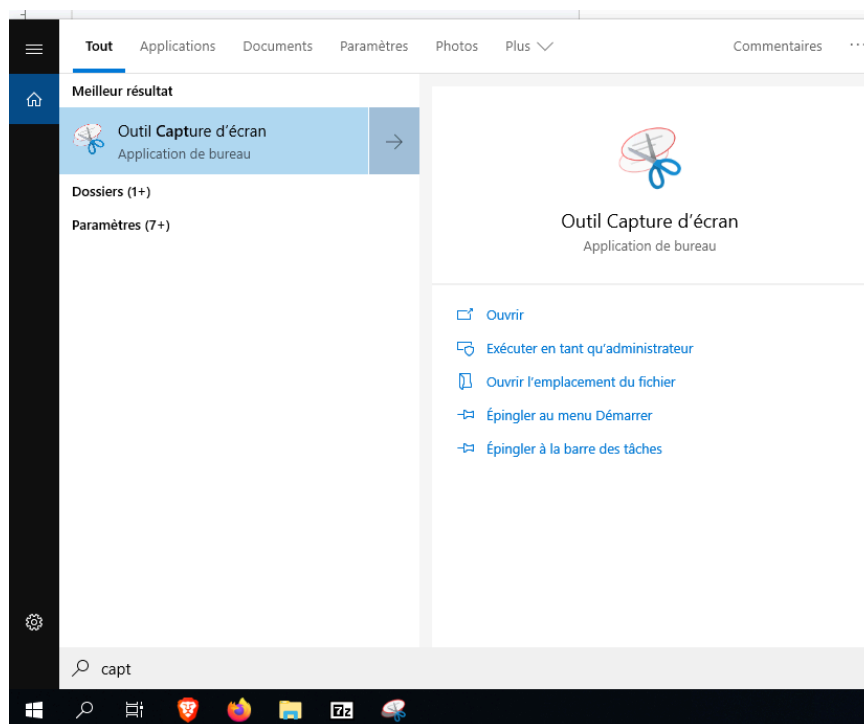 Tout Applications Documents Paramètres Photos Plus Commentaires ...
Meilleur résultat
Outil Capture d’écran
Application de bureau
Dossiers (1+)
Paramètres (7+)
Outil Capture d’écran
Application de bureau
Ouvrir
Exécuter en tant qu’administrateur
Ouvrir l’emplacement du fichier
Épingler au menu Démarrer
Épingler à la barre des tâches
capt
7z